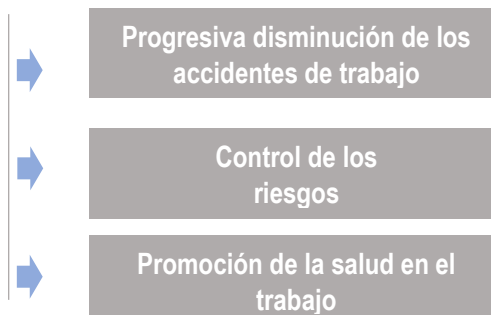 Progresiva disminución de los
accidentes de trabajo
Control de los
riesgos
Promoción de la salud en el
trabajo